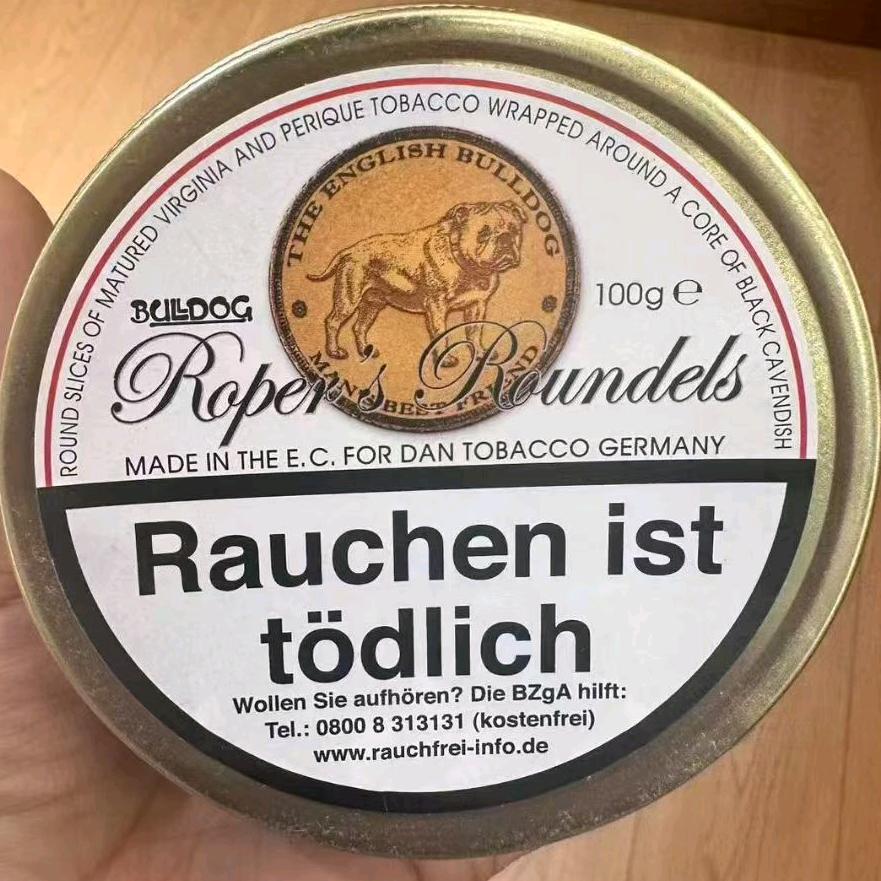 ROUND SLICES OF MATURED VIRGINIA AND PERIQUE TOBACCO WRAPPED AROUND A CORE OF BLACK CAVENDISH
THE ENGLISH BULLDOG
MAN'S BEST FRIEND
BULLDOG
100g ℮
Roper's Roundels
MADE IN THE E.C. FOR DAN TOBACCO GERMANY
Rauchen ist
tödlich
Wollen Sie aufhören? Die BZgA hilft:
Tel.: 0800 8 313131 (kostenfrei)
www.rauchfrei-info.de